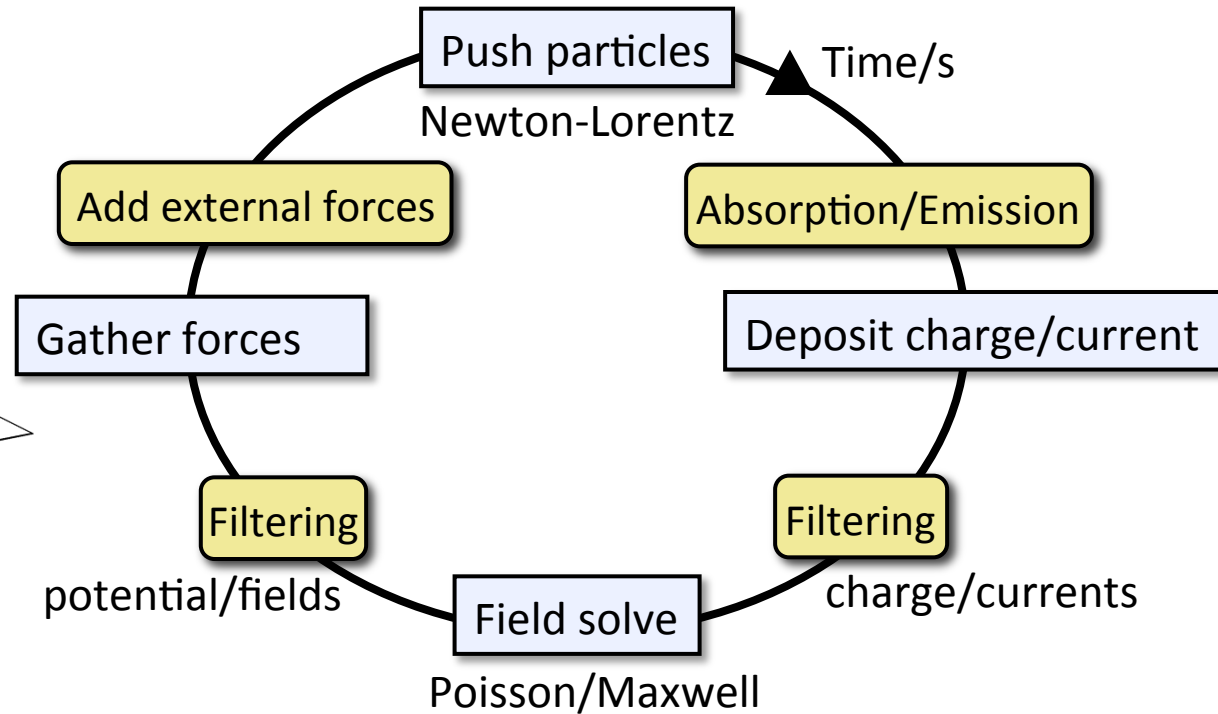 Push particles
Time/s
Newton-Lorentz
Add external forces
Absorption/Emission
Gather forces
Deposit charge/current
Filtering
Filtering
potential/fields
charge/currents
Field solve
Poisson/Maxwell